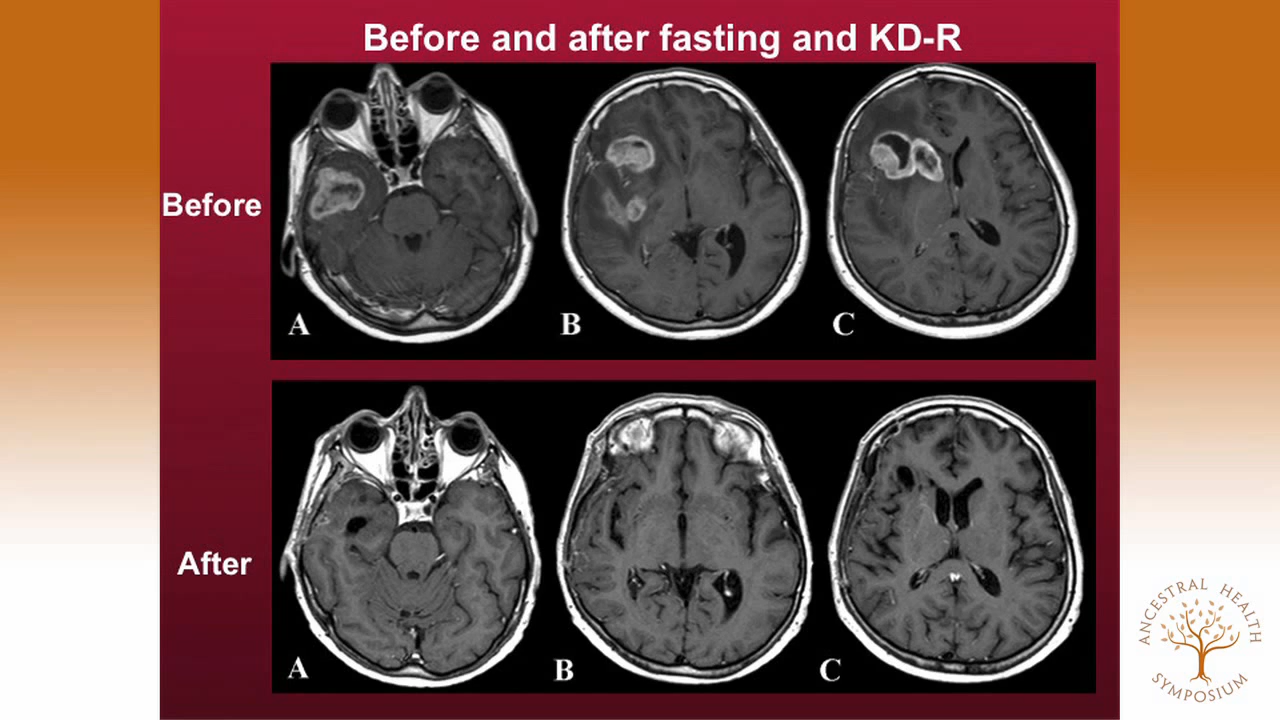 Before and after fasting and KD-R
Before
A
B
C
After
A
B
C
ANCESTRAL HEALTH
SYMPOSIUM